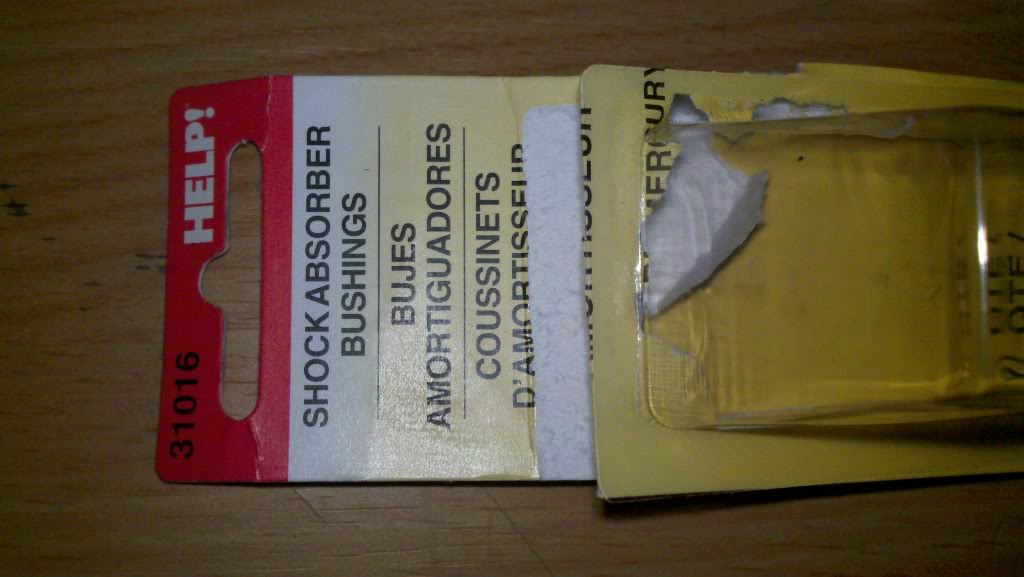 31016
HELP!
SHOCK ABSORBER
BUSHINGS
BUJES
AMORTIGUADORES
COUSSINETS
D'AMORTISSEUR